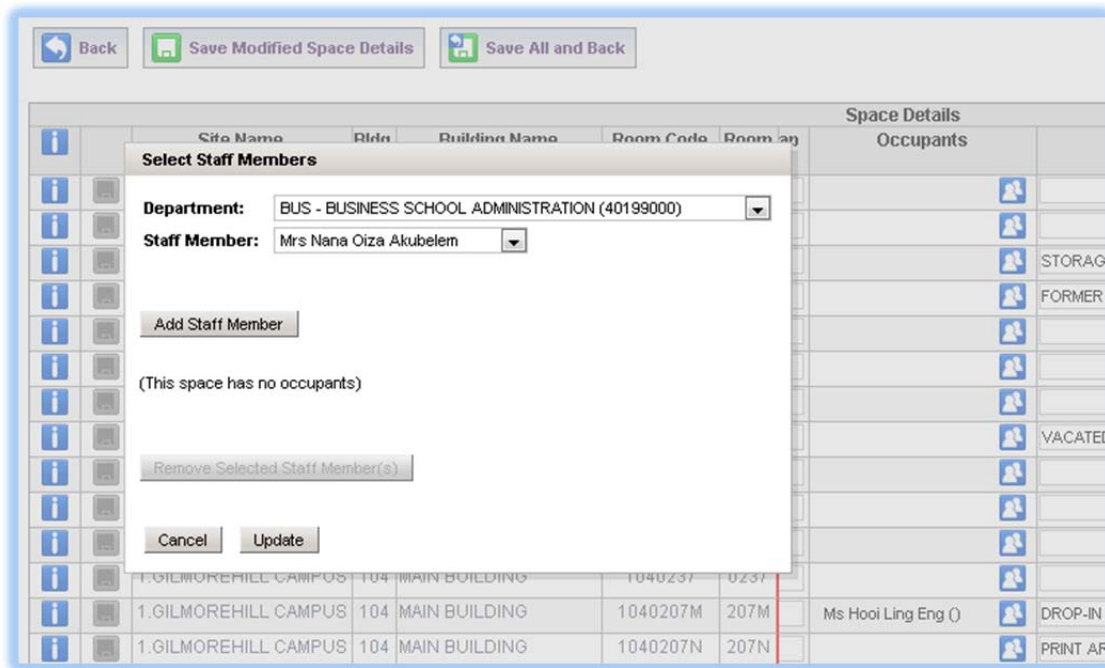 Back Save Modified Space Details Save All and Back
Space Details
Site Name Bldg Building Name Room Code Room Occupants
Select Staff Members
Department: BUS - BUSINESS SCHOOL ADMINISTRATION (40199000)
Staff Member: Mrs Nana Oiza Akubelem
STORAG
FORMER
Add Staff Member
(This space has no occupants)
VACATED
Remove Selected Staff Member(s)
Cancel Update
1.GILMOREHILL CAMPUS 104 MAIN BUILDING 1040237 0237
1.GILMOREHILL CAMPUS 104 MAIN BUILDING 1040207M 207M Ms Hooi Ling Eng () DROP-IN
1.GILMOREHILL CAMPUS 104 MAIN BUILDING 1040207N 207N PRINT AR